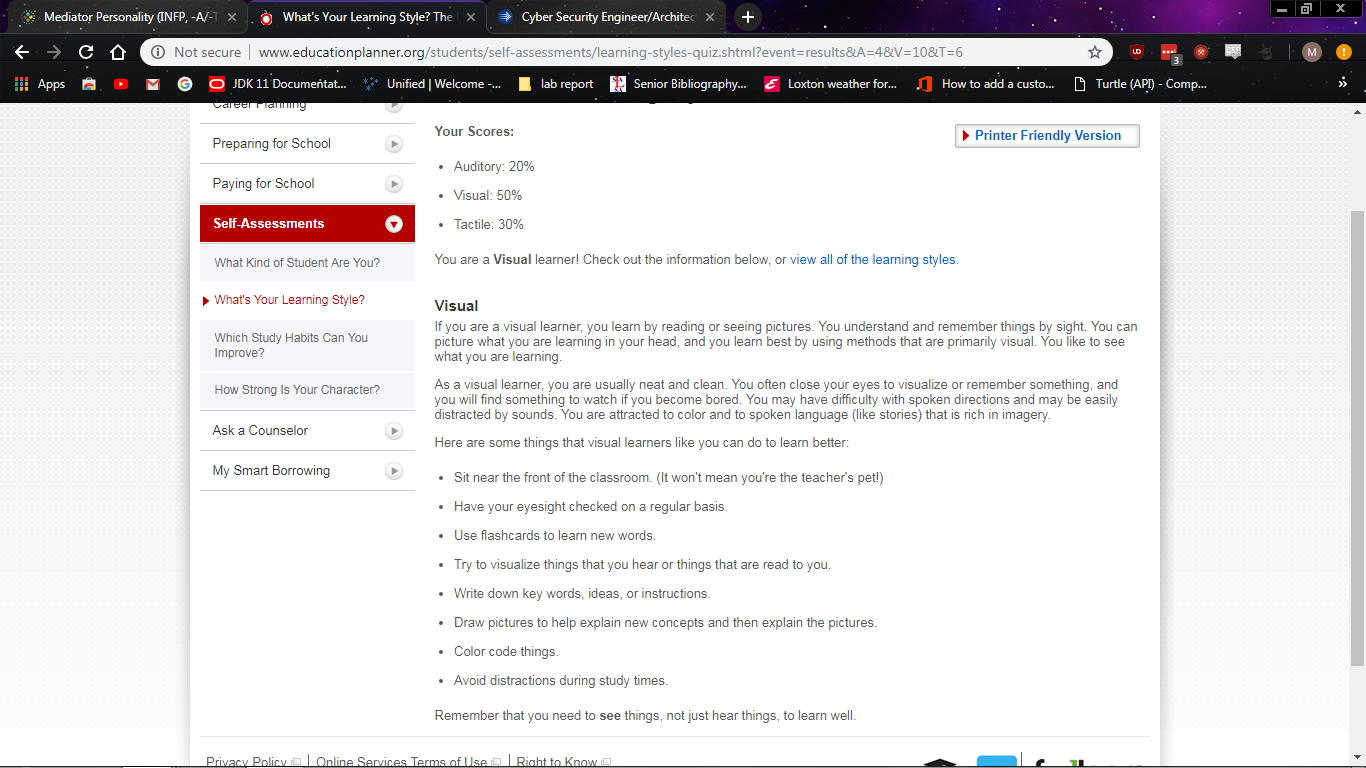 Mediator Personality (INFP, -A/-T
What's Your Learning Style? The
Cyber Security Engineer/Architec
Not secure | www.educationplanner.org/students/self-assessments/learning-styles-quiz.shtml?event=results&A=4&V=10&T=6
3
M
Apps
JDK 11 Documentat...
Unified | Welcome -...
lab report
Senior Bibliography...
Loxton weather for...
How to add a custo...
Turtle (API) - Comp...
»
Career Planning
Preparing for School
Paying for School
Self-Assessments
What Kind of Student Are You?
What's Your Learning Style?
Which Study Habits Can You
Improve?
How Strong Is Your Character?
Ask a Counselor
My Smart Borrowing
Your Scores:
Printer Friendly Version
• Auditory: 20%
• Visual: 50%
• Tactile: 30%
You are a Visual learner! Check out the information below, or view all of the learning styles.
Visual
If you are a visual learner, you learn by reading or seeing pictures. You understand and remember things by sight. You can
picture what you are learning in your head, and you learn best by using methods that are primarily visual. You like to see
what you are learning.
As a visual learner, you are usually neat and clean. You often close your eyes to visualize or remember something, and
you will find something to watch if you become bored. You may have difficulty with spoken directions and may be easily
distracted by sounds. You are attracted to color and to spoken language (like stories) that is rich in imagery.
Here are some things that visual learners like you can do to learn better:
• Sit near the front of the classroom. (It won't mean you're the teacher's pet!)
• Have your eyesight checked on a regular basis.
• Use flashcards to learn new words.
• Try to visualize things that you hear or things that are read to you.
• Write down key words, ideas, or instructions.
• Draw pictures to help explain new concepts and then explain the pictures.
• Color code things.
• Avoid distractions during study times.
Remember that you need to see things, not just hear things, to learn well.
Privacy Policy | Online Services Terms of Use | Right to Know